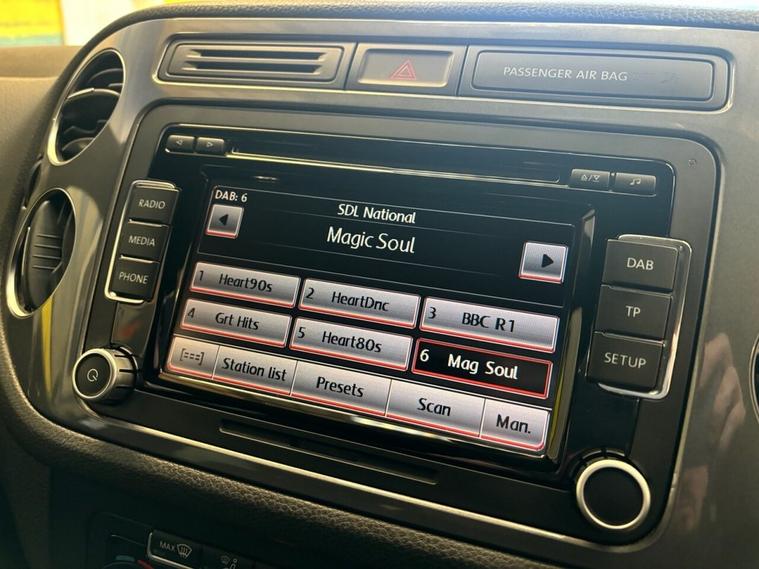 PASSENGER AIR BAG
RADIO
MEDIA
PHONE
DAB: 6
SDL National
Magic Soul
1 Heart90s
2 HeartDnc
3 BBC R1
4 Grt Hits
5 Heart80s
6 Mag Soul
[===]
Station list
Presets
Scan
Man.
DAB
TP
SETUP
MAX